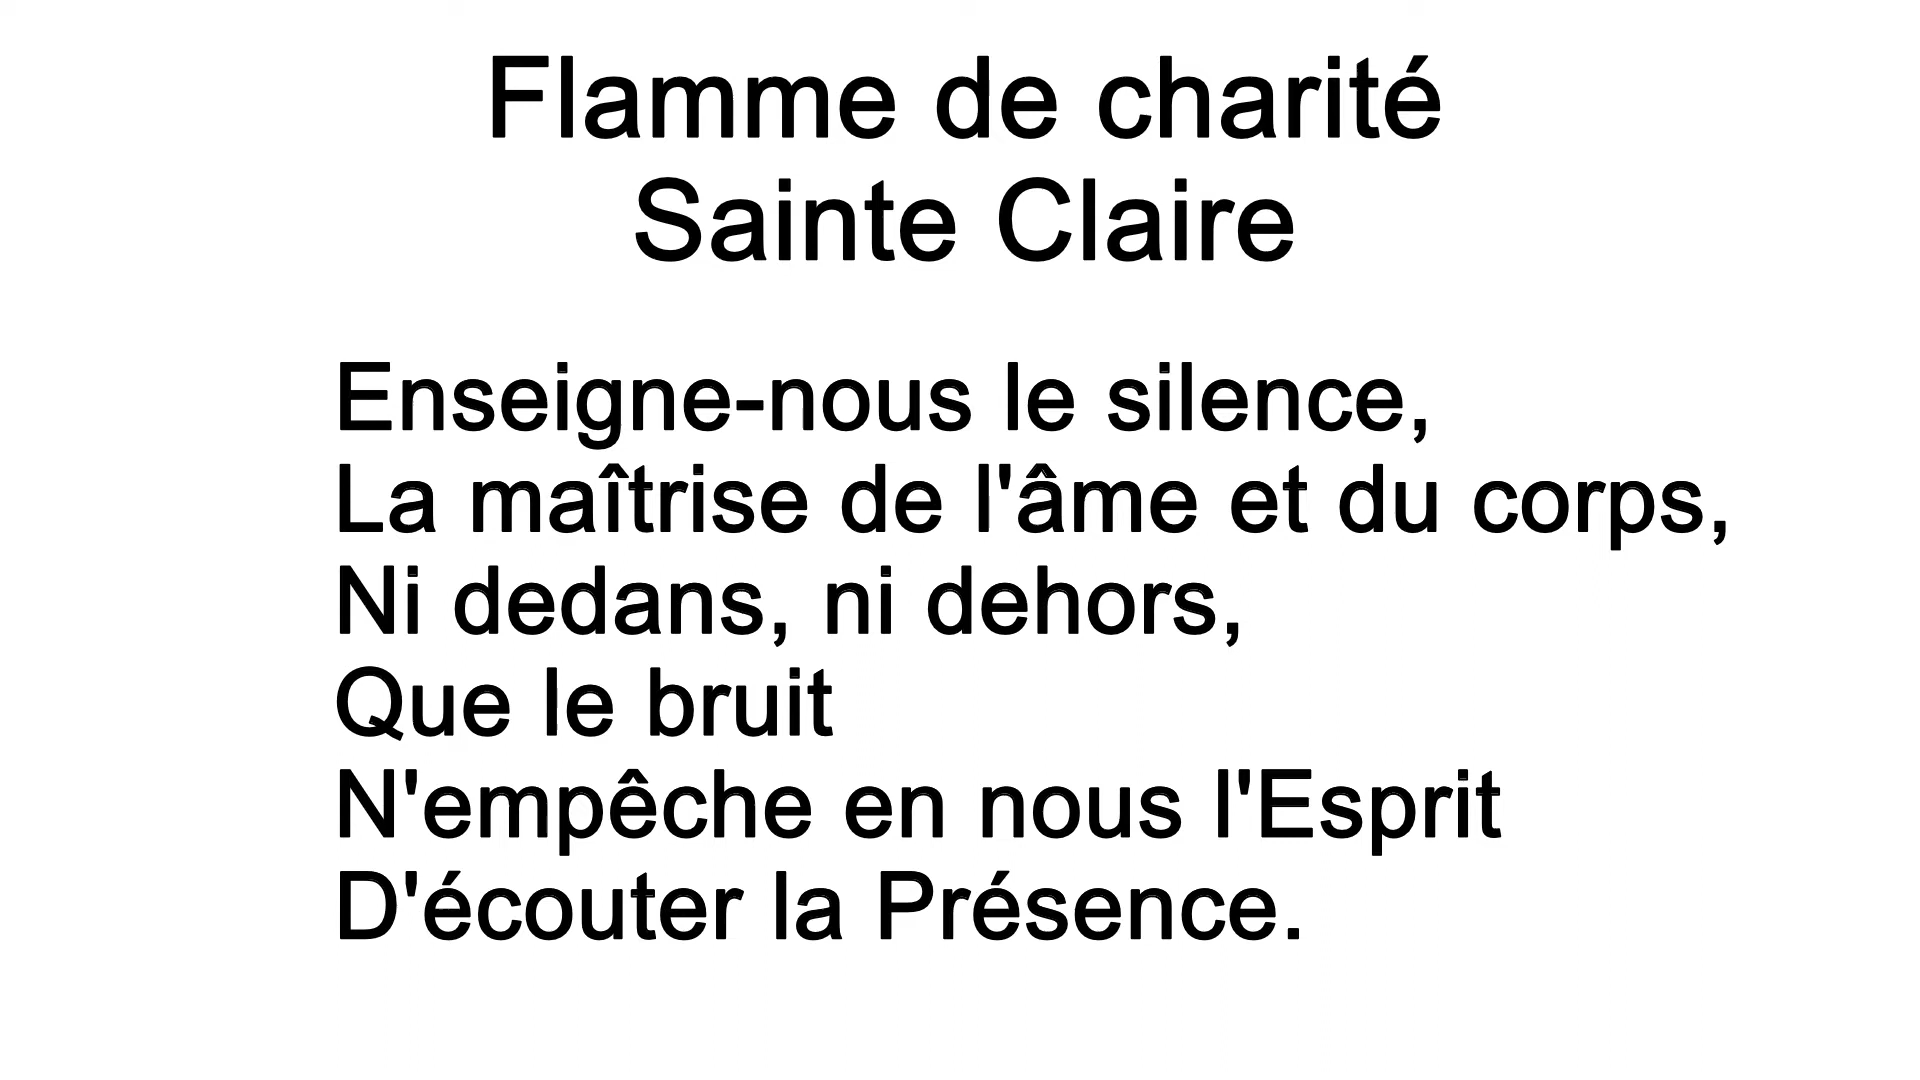 Flamme de charité
Sainte Claire
Enseigne-nous le silence,
La maîtrise de l'âme et du corps,
Ni dedans, ni dehors,
Que le bruit
N'empêche en nous l'Esprit
D'écouter la Présence.